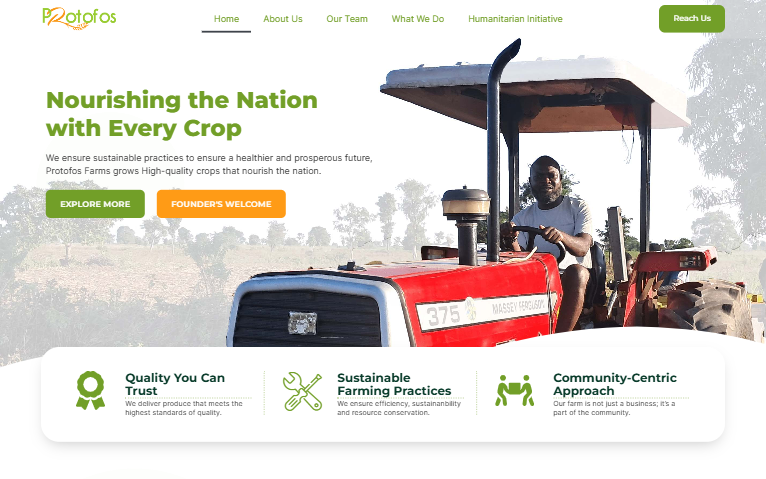 Protofos
Home About Us Our Team What We Do Humanitarian Initiative
Reach Us
Nourishing the Nation
with Every Crop
We ensure sustainable practices to ensure a healthier and prosperous future,
Protofos Farms grows High-quality crops that nourish the nation.
EXPLORE MORE
FOUNDER'S WELCOME
375
MASSEY FERGUSON
Quality You Can
Trust
We deliver produce that meets the
highest standards of quality.
Sustainable
Farming Practices
We ensure efficiency, sustainanbility
and resource conservation.
Community-Centric
Approach
Our farm is not just a business; it's a
part of the community.